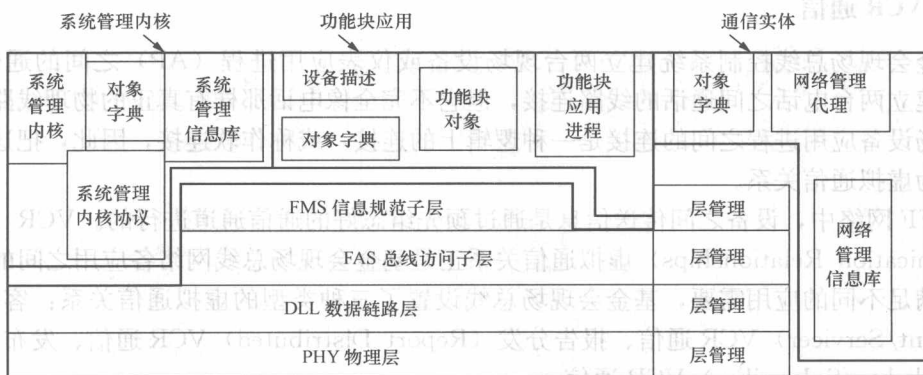 系统管理内核
功能块应用
通信实体
系统
管理
内核
对象
字典
系统
管理
信息库
设备描述
对象字典
功能块
对象
功能块
应用
进程
对象
字典
网络管理
代理
系统管理
内核协议
FMS 信息规范子层
层管理
FAS 总线访问子层
层管理
DLL 数据链路层
层管理
PHY 物理层
层管理
网络
管理
信息库